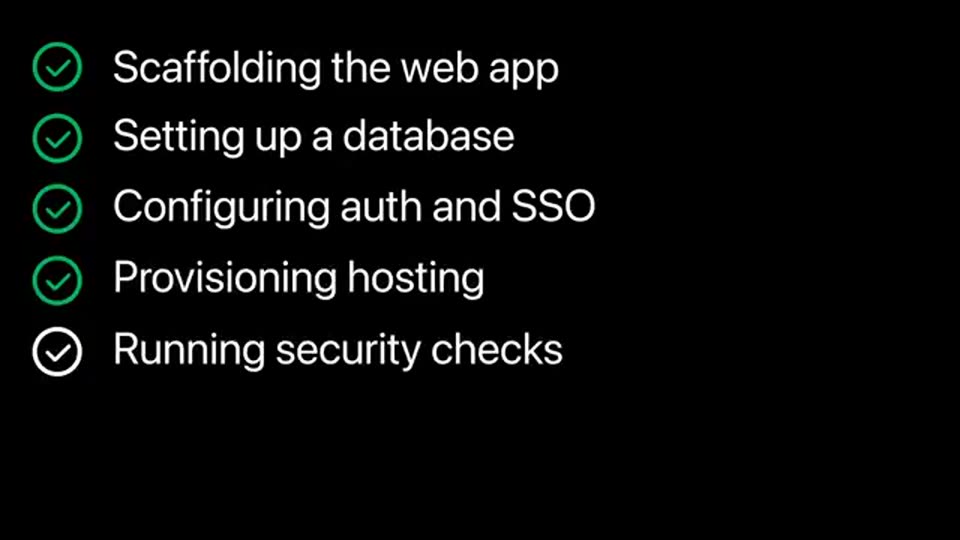 Scaffolding the web app
Setting up a database
Configuring auth and SSO
Provisioning hosting
Running security checks